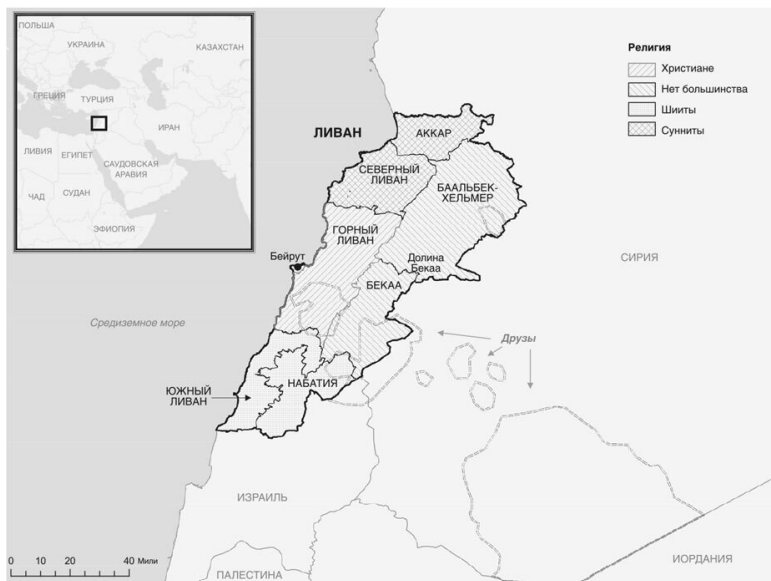 ПОЛЬША
УКРАИНА
КАЗАХСТАН
ГРЕЦИЯ
ТУРЦИЯ
ИРАН
ЛИВИЯ
ЕГИПЕТ
САУДОВСКАЯ
АРАВИЯ
ЧАД
СУДАН
ЭФИОПИЯ
Религия
Христиане
Нет большинства
Шииты
Сунниты
ЛИВАН
АККАР
СЕВЕРНЫЙ
ЛИВАН
БААЛЬБЕК-
ХЕЛЬМЕР
ГОРНЫЙ
ЛИВАН
Бейрут
Долина
Бекаа
БЕКАА
СИРИЯ
Средиземное море
Друзы
НАБАТИЯ
ЮЖНЫЙ
ЛИВАН
ИЗРАИЛЬ
ПАЛЕСТИНА
ИОРДАНИЯ
0 10 20 40 Мили